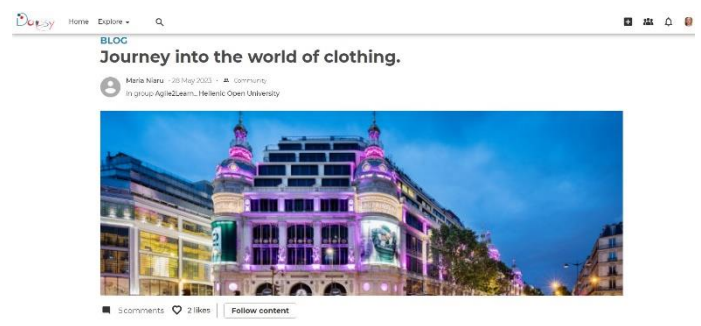 Home Explore
BLOG
Journey into the world of clothing.
Maria Niaru - 28 May 2023 - Community
In group Agile2Learn_ Hellenic Open University
5 comments 2 likes Follow content